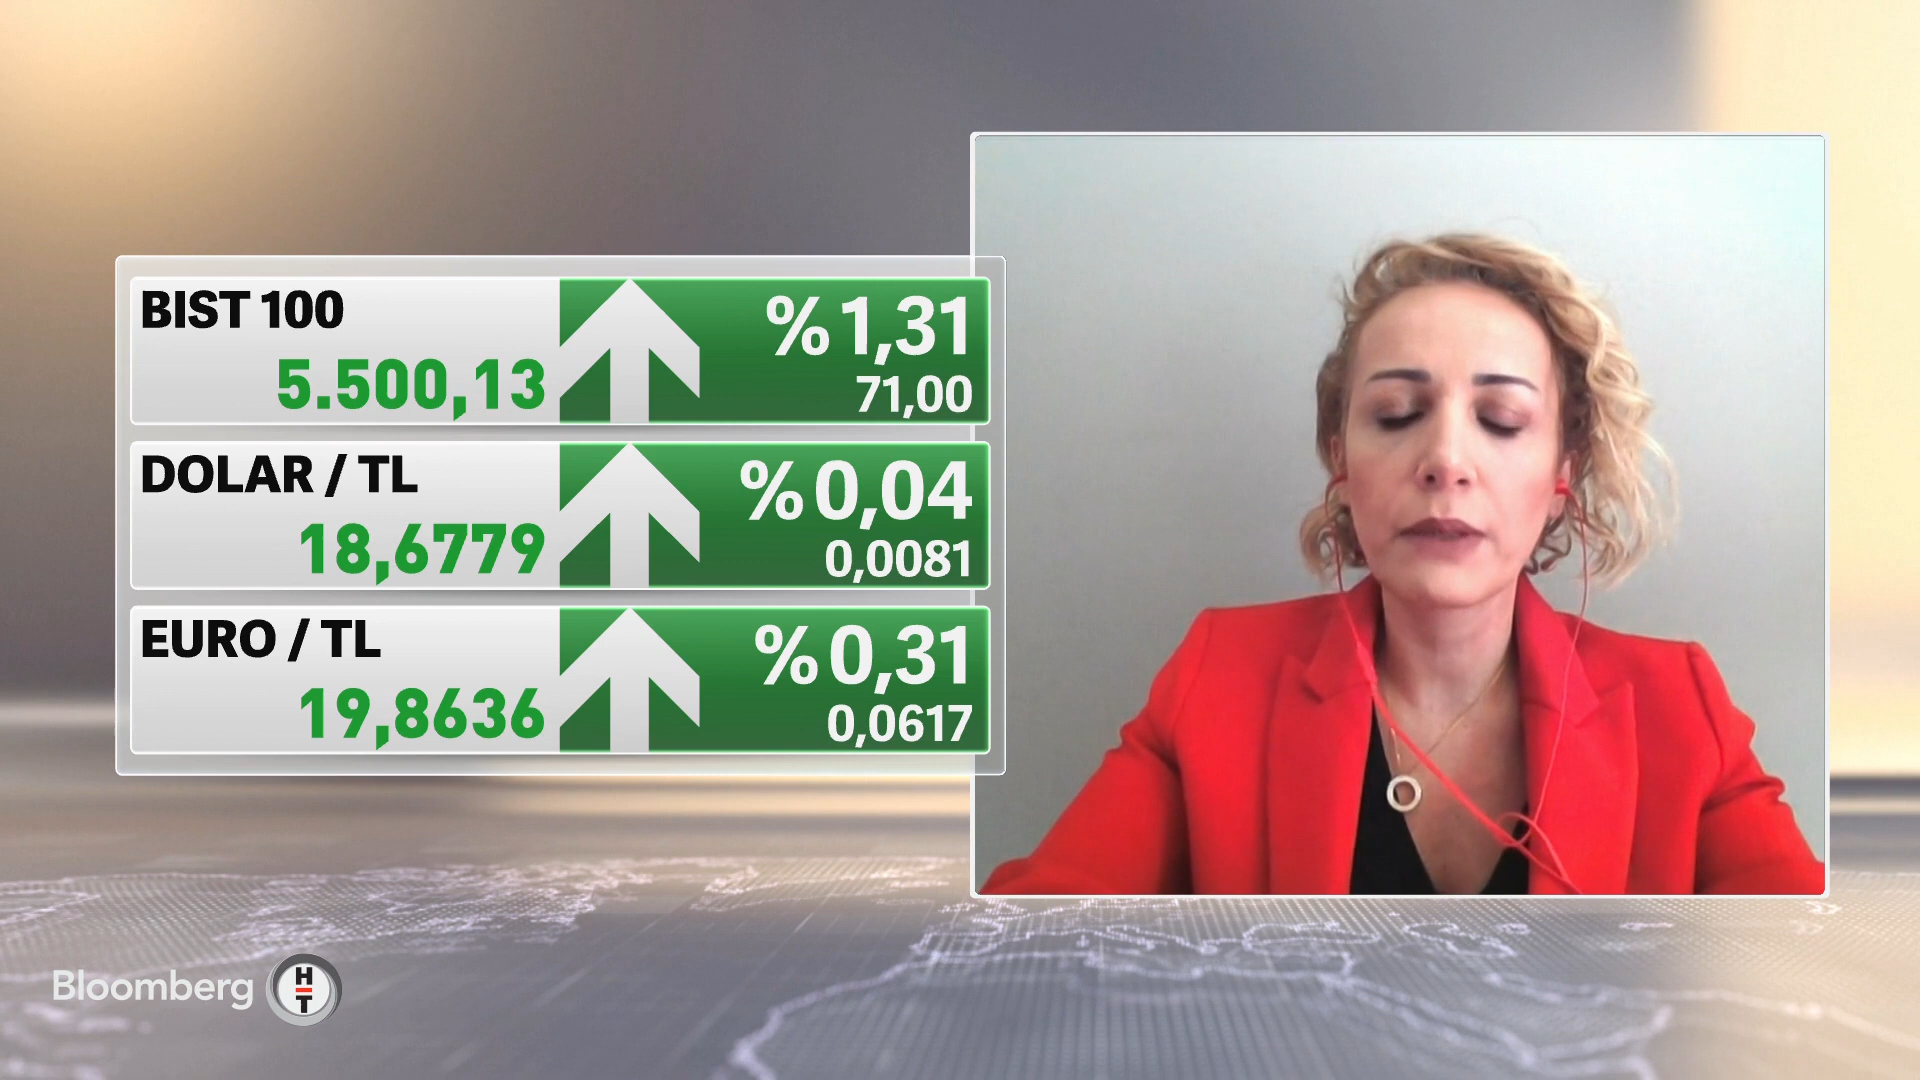 BIST 100
5.500,13
%1,31
71,00
DOLAR / TL
18,6779
%0,04
0,0081
EURO / TL
19,8636
%0,31
0,0617
Bloomberg HT